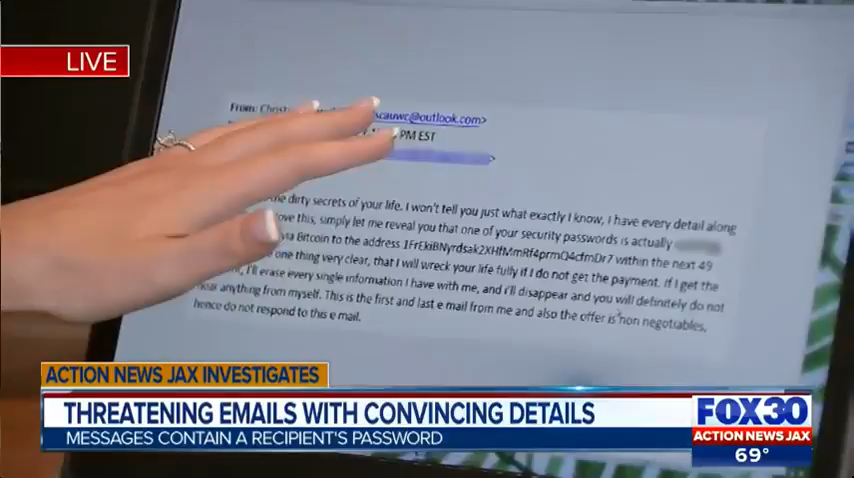 LIVE
From: Christ cauwc@outlook.com>
PM EST
>
he dirty secrets of your life. I won't tell you just what exactly I know, I have every detail along
ove this, simply let me reveal you that one of your security passwords is actually
via Bitcoin to the address 1FrEkiBNyrdsak2XHfMmRf4prmQ4cfmDr7 within the next 49
one thing very clear, that I will wreck your life fully if I do not get the payment. If I get the
I'll erase every single information I have with me, and i'll disappear and you will definitely do not
hear anything from myself. This is the first and last e mail from me and also the offer is non negotiables,
hence do not respond to this e mail.
ACTION NEWS JAX INVESTIGATES
THREATENING EMAILS WITH CONVINCING DETAILS
MESSAGES CONTAIN A RECIPIENT'S PASSWORD
FOX30
ACTION NEWS JAX
69°